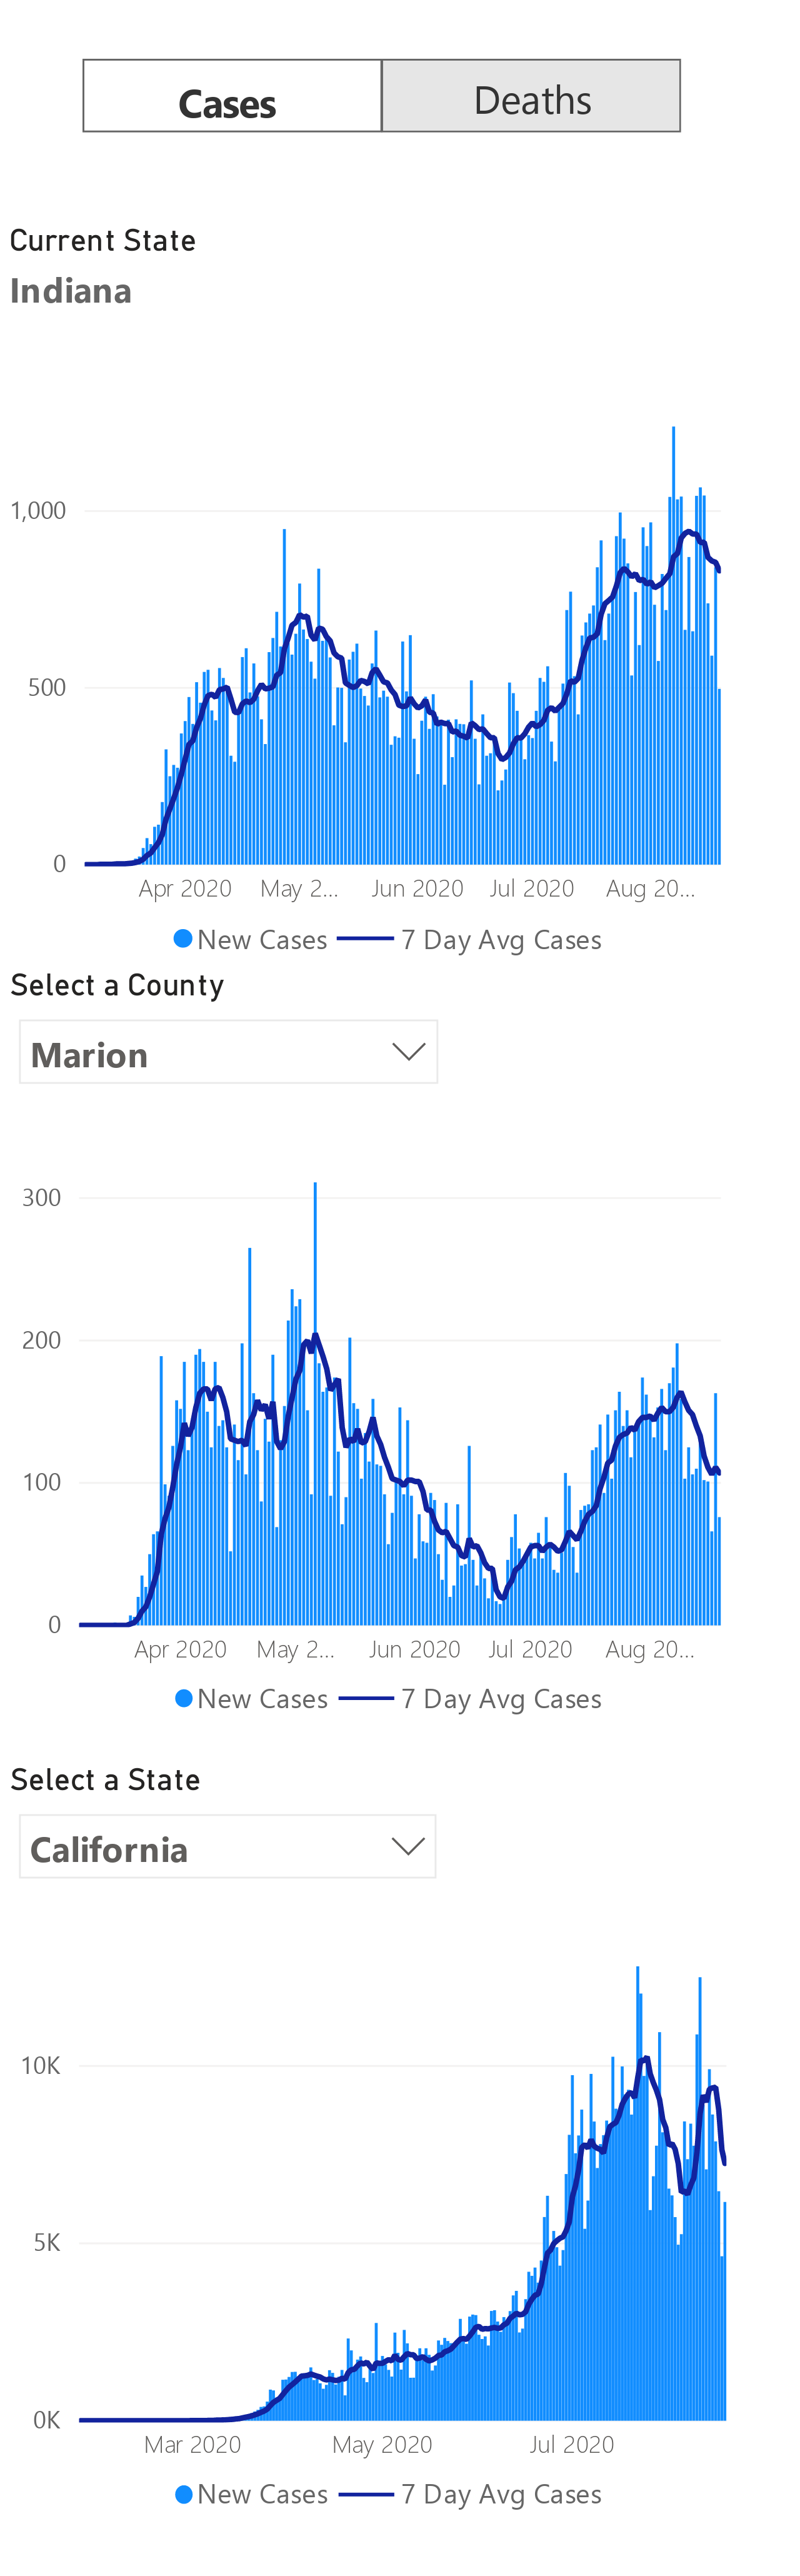 Cases Deaths
Current State
Indiana
1,000
500
0
Apr 2020 May 2... Jun 2020 Jul 2020 Aug 20...
New Cases 7 Day Avg Cases
Select a County
Marion
300
200
100
0
Apr 2020 May 2... Jun 2020 Jul 2020 Aug 20...
New Cases 7 Day Avg Cases
Select a State
California
10K
5K
0K
Mar 2020 May 2020 Jul 2020
New Cases 7 Day Avg Cases